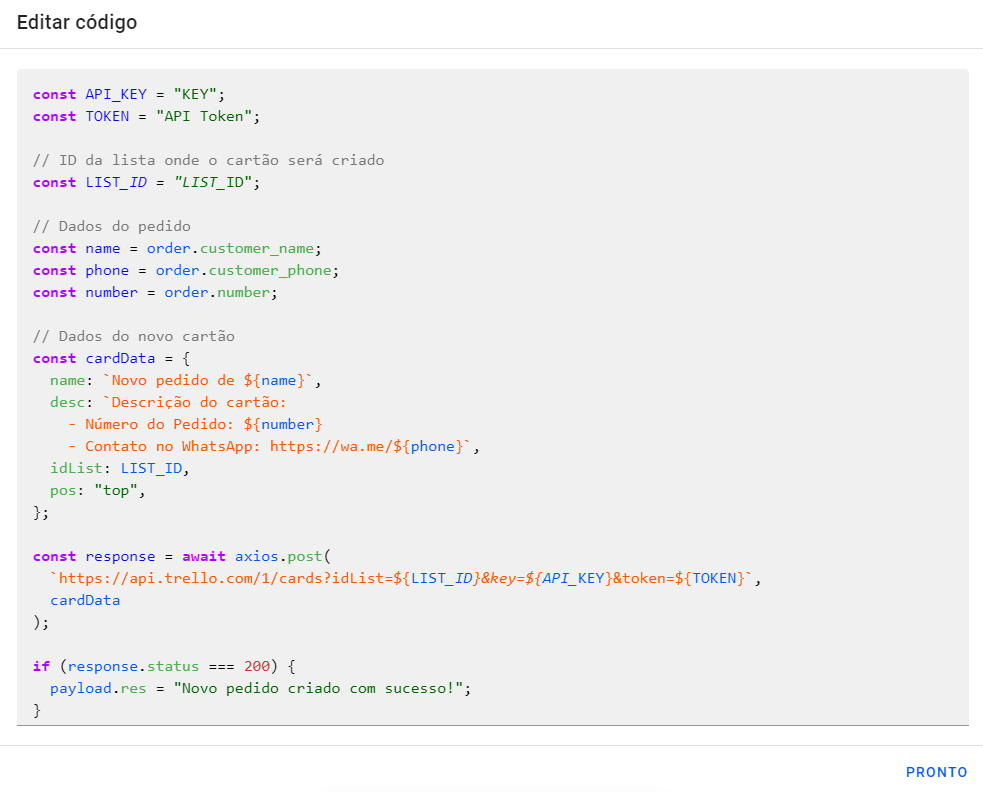 Editar código
const API_KEY = "KEY";
const TOKEN = "API Token";
// ID da lista onde o cartão será criado
const LIST_ID = "LIST_ID";
// Dados do pedido
const name = order.customer_name;
const phone = order.customer_phone;
const number = order.number;
// Dados do novo cartão
const cardData = {
  name: `Novo pedido de ${name}`,
  desc: `Descrição do cartão:
    - Número do Pedido: ${number}
    - Contato no WhatsApp: https://wa.me/${phone}`,
  idList: LIST_ID,
  pos: "top",
};
const response = await axios.post(
  `https://api.trello.com/1/cards?idList=${LIST_ID}&key=${API_KEY}&token=${TOKEN}`,
  cardData
);
if (response.status === 200) {
  payload.res = "Novo pedido criado com sucesso!";
}
PRONTO